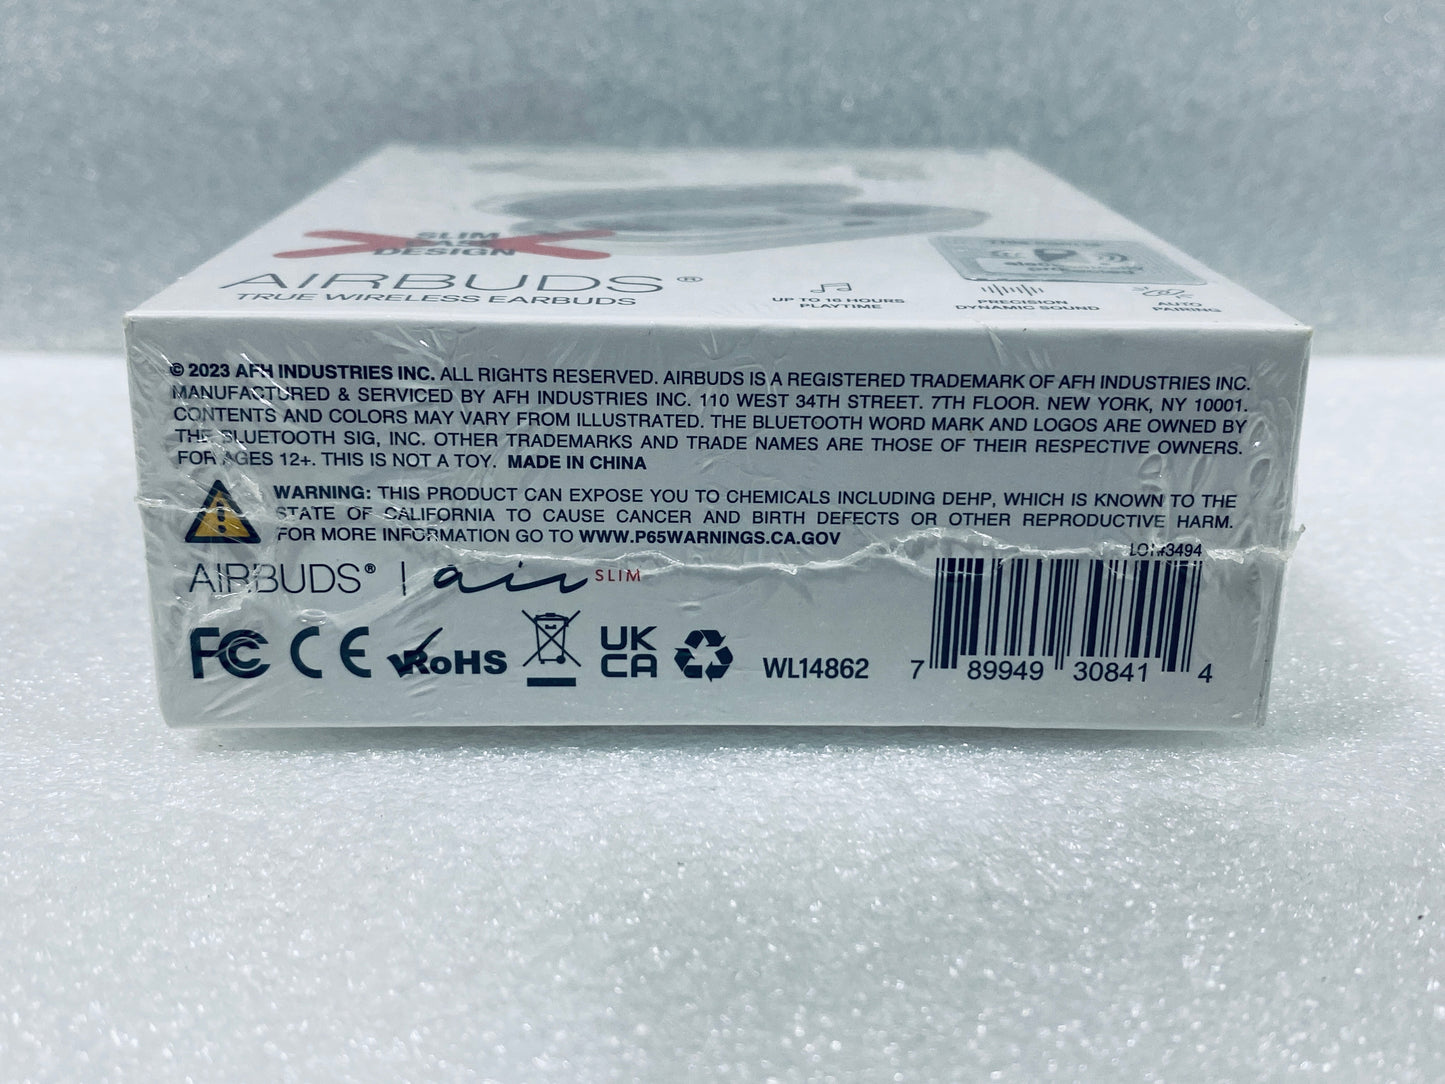 SLIM
CASE
DESIGN
AIRBUDS®
TRUE WIRELESS EARBUDS
UP TO 16 HOURS
PLAYTIME
PRECISION
DYNAMIC SOUND
AUTO
PAIRING
© 2023 AFH INDUSTRIES INC. ALL RIGHTS RESERVED. AIRBUDS IS A REGISTERED TRADEMARK OF AFH INDUSTRIES INC.
MANUFACTURED & SERVICED BY AFH INDUSTRIES INC. 110 WEST 34TH STREET. 7TH FLOOR. NEW YORK, NY 10001.
CONTENTS AND COLORS MAY VARY FROM ILLUSTRATED. THE BLUETOOTH WORD MARK AND LOGOS ARE OWNED BY
THE BLUETOOTH SIG, INC. OTHER TRADEMARKS AND TRADE NAMES ARE THOSE OF THEIR RESPECTIVE OWNERS.
FOR AGES 12+. THIS IS NOT A TOY. MADE IN CHINA
WARNING: THIS PRODUCT CAN EXPOSE YOU TO CHEMICALS INCLUDING DEHP, WHICH IS KNOWN TO THE
STATE OF CALIFORNIA TO CAUSE CANCER AND BIRTH DEFECTS OR OTHER REPRODUCTIVE HARM.
FOR MORE INFORMATION GO TO WWW.P65WARNINGS.CA.GOV
LOT#3494
AIRBUDS® | air SLIM
FC CE RoHS UK CA WL14862
7 89949 30841 4